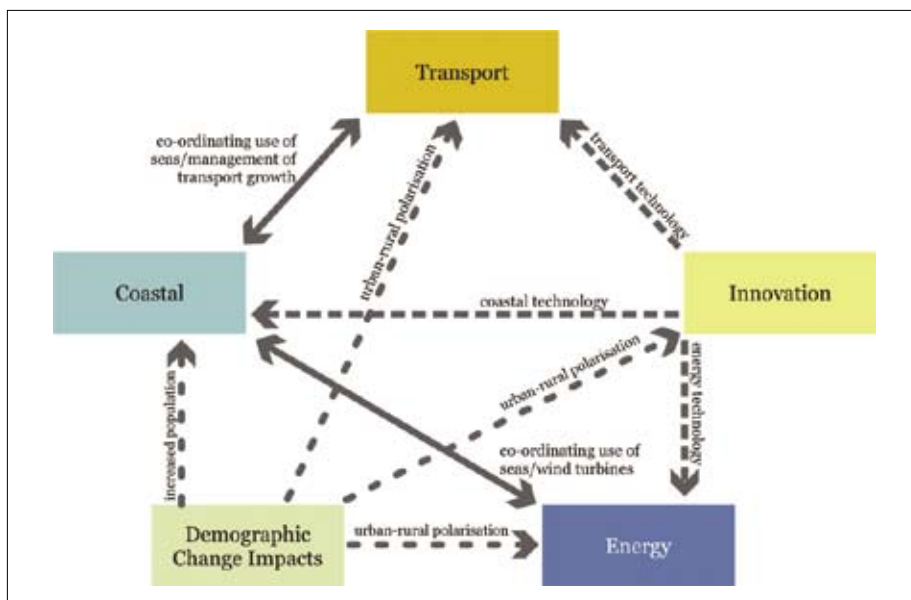 Transport
co-ordinating use of
seas/management of
transport growth
urban-rural polarisation
transport technology
Coastal
coastal technology
Innovation
increased population
urban-rural polarisation
energy technology
co-ordinating use of
seas/wind turbines
Demographic
Change Impacts
urban-rural polarisation
Energy